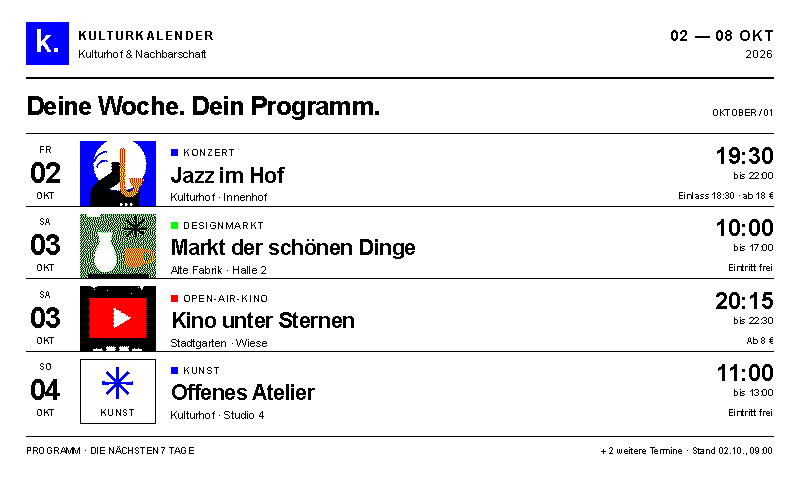 k.
KULTURKALENDER
Kulturhof & Nachbarschaft
02 — 08 OKT
2026
Deine Woche. Dein Programm.
OKTOBER / 01
FR
02
OKT
KONZERT
Jazz im Hof
Kulturhof · Innenhof
19:30
bis 22:00
Einlass 18:30 · ab 18 €
SA
03
OKT
DESIGNMARKT
Markt der schönen Dinge
Alte Fabrik · Halle 2
10:00
bis 17:00
Eintritt frei
SA
03
OKT
OPEN-AIR-KINO
Kino unter Sternen
Stadtgarten · Wiese
20:15
bis 22:30
Ab 8 €
SO
04
OKT
KUNST
KUNST
Offenes Atelier
Kulturhof · Studio 4
11:00
bis 13:00
Eintritt frei
PROGRAMM · DIE NÄCHSTEN 7 TAGE
+ 2 weitere Termine · Stand 02.10., 09:00